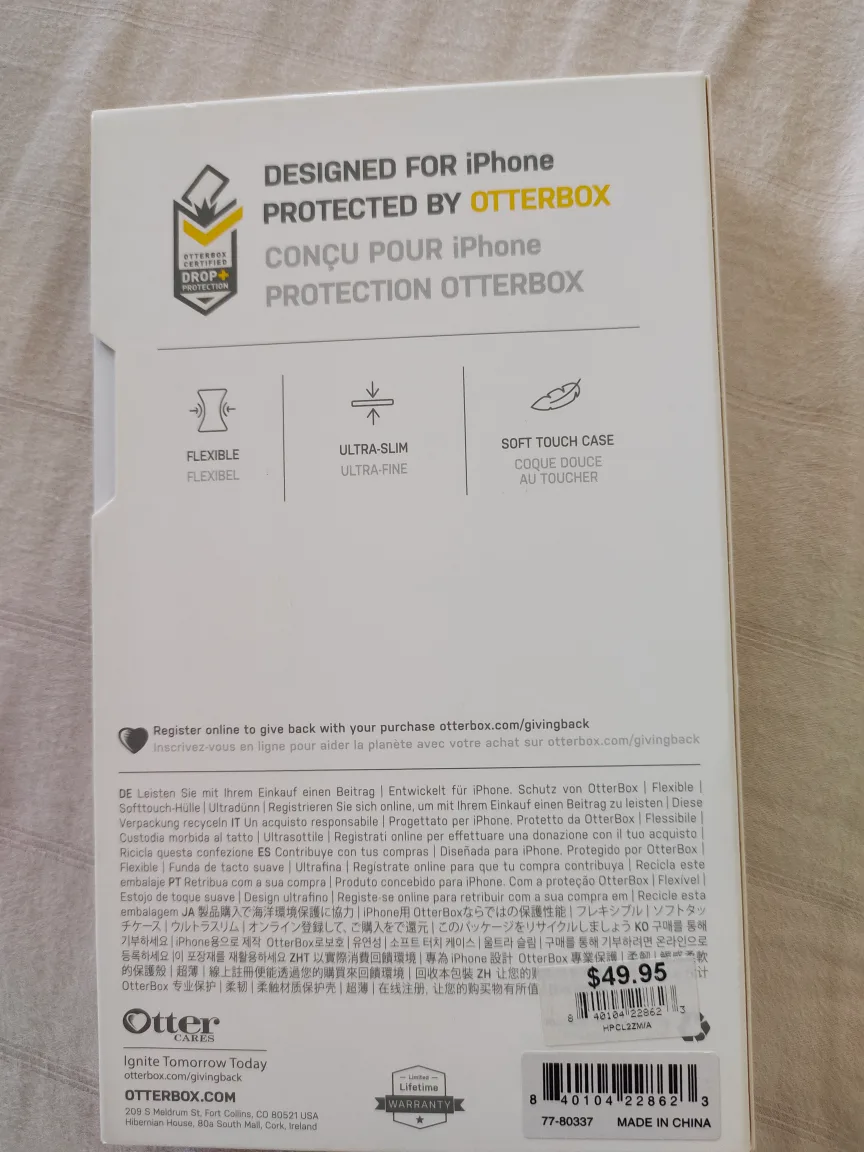 DESIGNED FOR iPhone
PROTECTED BY OTTERBOX
CONÇU POUR iPhone
PROTECTION OTTERBOX
OTTERBOX
CERTIFIED
DROP+
PROTECTION
FLEXIBLE
FLEXIBEL
ULTRA-SLIM
ULTRA-FINE
SOFT TOUCH CASE
COQUE DOUCE
AU TOUCHER
Register online to give back with your purchase otterbox.com/givingback
Inscrivez-vous en ligne pour aider la planète avec votre achat sur otterbox.com/givingback
DE Leisten Sie mit Ihrem Einkauf einen Beitrag | Entwickelt für iPhone. Schutz von OtterBox | Flexible |
Softtouch-Hülle | Ultradünn | Registrieren Sie sich online, um mit Ihrem Einkauf einen Beitrag zu leisten | Diese
Verpackung recyceln IT Un acquisto responsabile | Progettato per iPhone. Protetto da OtterBox | Flessibile |
Custodia morbida al tatto | Ultrasottile | Registrati online per effettuare una donazione con il tuo acquisto |
Ricicla questa confezione ES Contribuye con tus compras | Diseñada para iPhone. Protegido por OtterBox |
Flexible | Funda de tacto suave | Ultrafina | Regístrate online para que tu compra contribuya | Recicla este
embalaje PT Retribua com a sua compra | Produto concebido para iPhone. Com a proteção OtterBox | Flexível |
Estojo de toque suave | Design ultrafino | Registe-se online para retribuir com a sua compra em | Recicle esta
embalagem JA 製品購入で海洋環境保護に協力 | iPhone用 OtterBoxならではの保護性能 | フレキシブル | ソフトタッ
チケース | ウルトラスリム | オンライン登録して、ご購入をで還元 | このパッケージをリサイクルしましょう KO 구매를 통해
기부하세요 | iPhone용으로 제작 OtterBox로보호 | 유연성 | 소프트 터치 케이스 | 울트라 슬림 | 구매를 통해 기부하려면 온라인으로
등록하세요 |이 포장재를 재활용하세요 ZHT 以實際消費回饋環境 | 專為 iPhone 設計 OtterBox 專業保護 | 柔韌 | 觸感柔軟
的保護殼 | 超薄 | 線上註冊便能透過您的購買來回饋環境 | 回收本包裝 ZH 让您的
OtterBox 专业保护 | 柔韧 | 柔触材质保护壳 | 超薄 | 在线注册, 让您的购买物有所值
$49.95
8 40104 22862 3
HPCL2ZM/A
Otter
CARES
Ignite Tomorrow Today
otterbox.com/givingback
OTTERBOX.COM
209 S Meldrum St, Fort Collins, CO 80521 USA
Hibernian House, 80a South Mall, Cork, Ireland
Limited
Lifetime
WARRANTY
8 40104 22862 3
77-80337 MADE IN CHINA